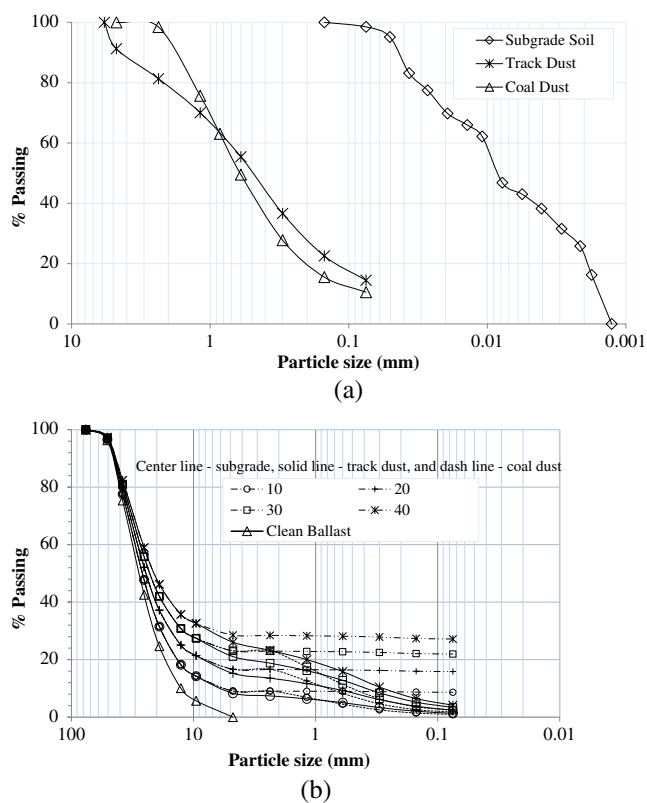 100
80
60
40
20
0
% Passing
Subgrade Soil
Track Dust
Coal Dust
10 1 0.1 0.01 0.001
Particle size (mm)
(a)
100
80
60
40
20
0
% Passing
Center line - subgrade, solid line - track dust, and dash line - coal dust
10 20
30 40
Clean Ballast
100 10 1 0.1 0.01
Particle size (mm)
(b)